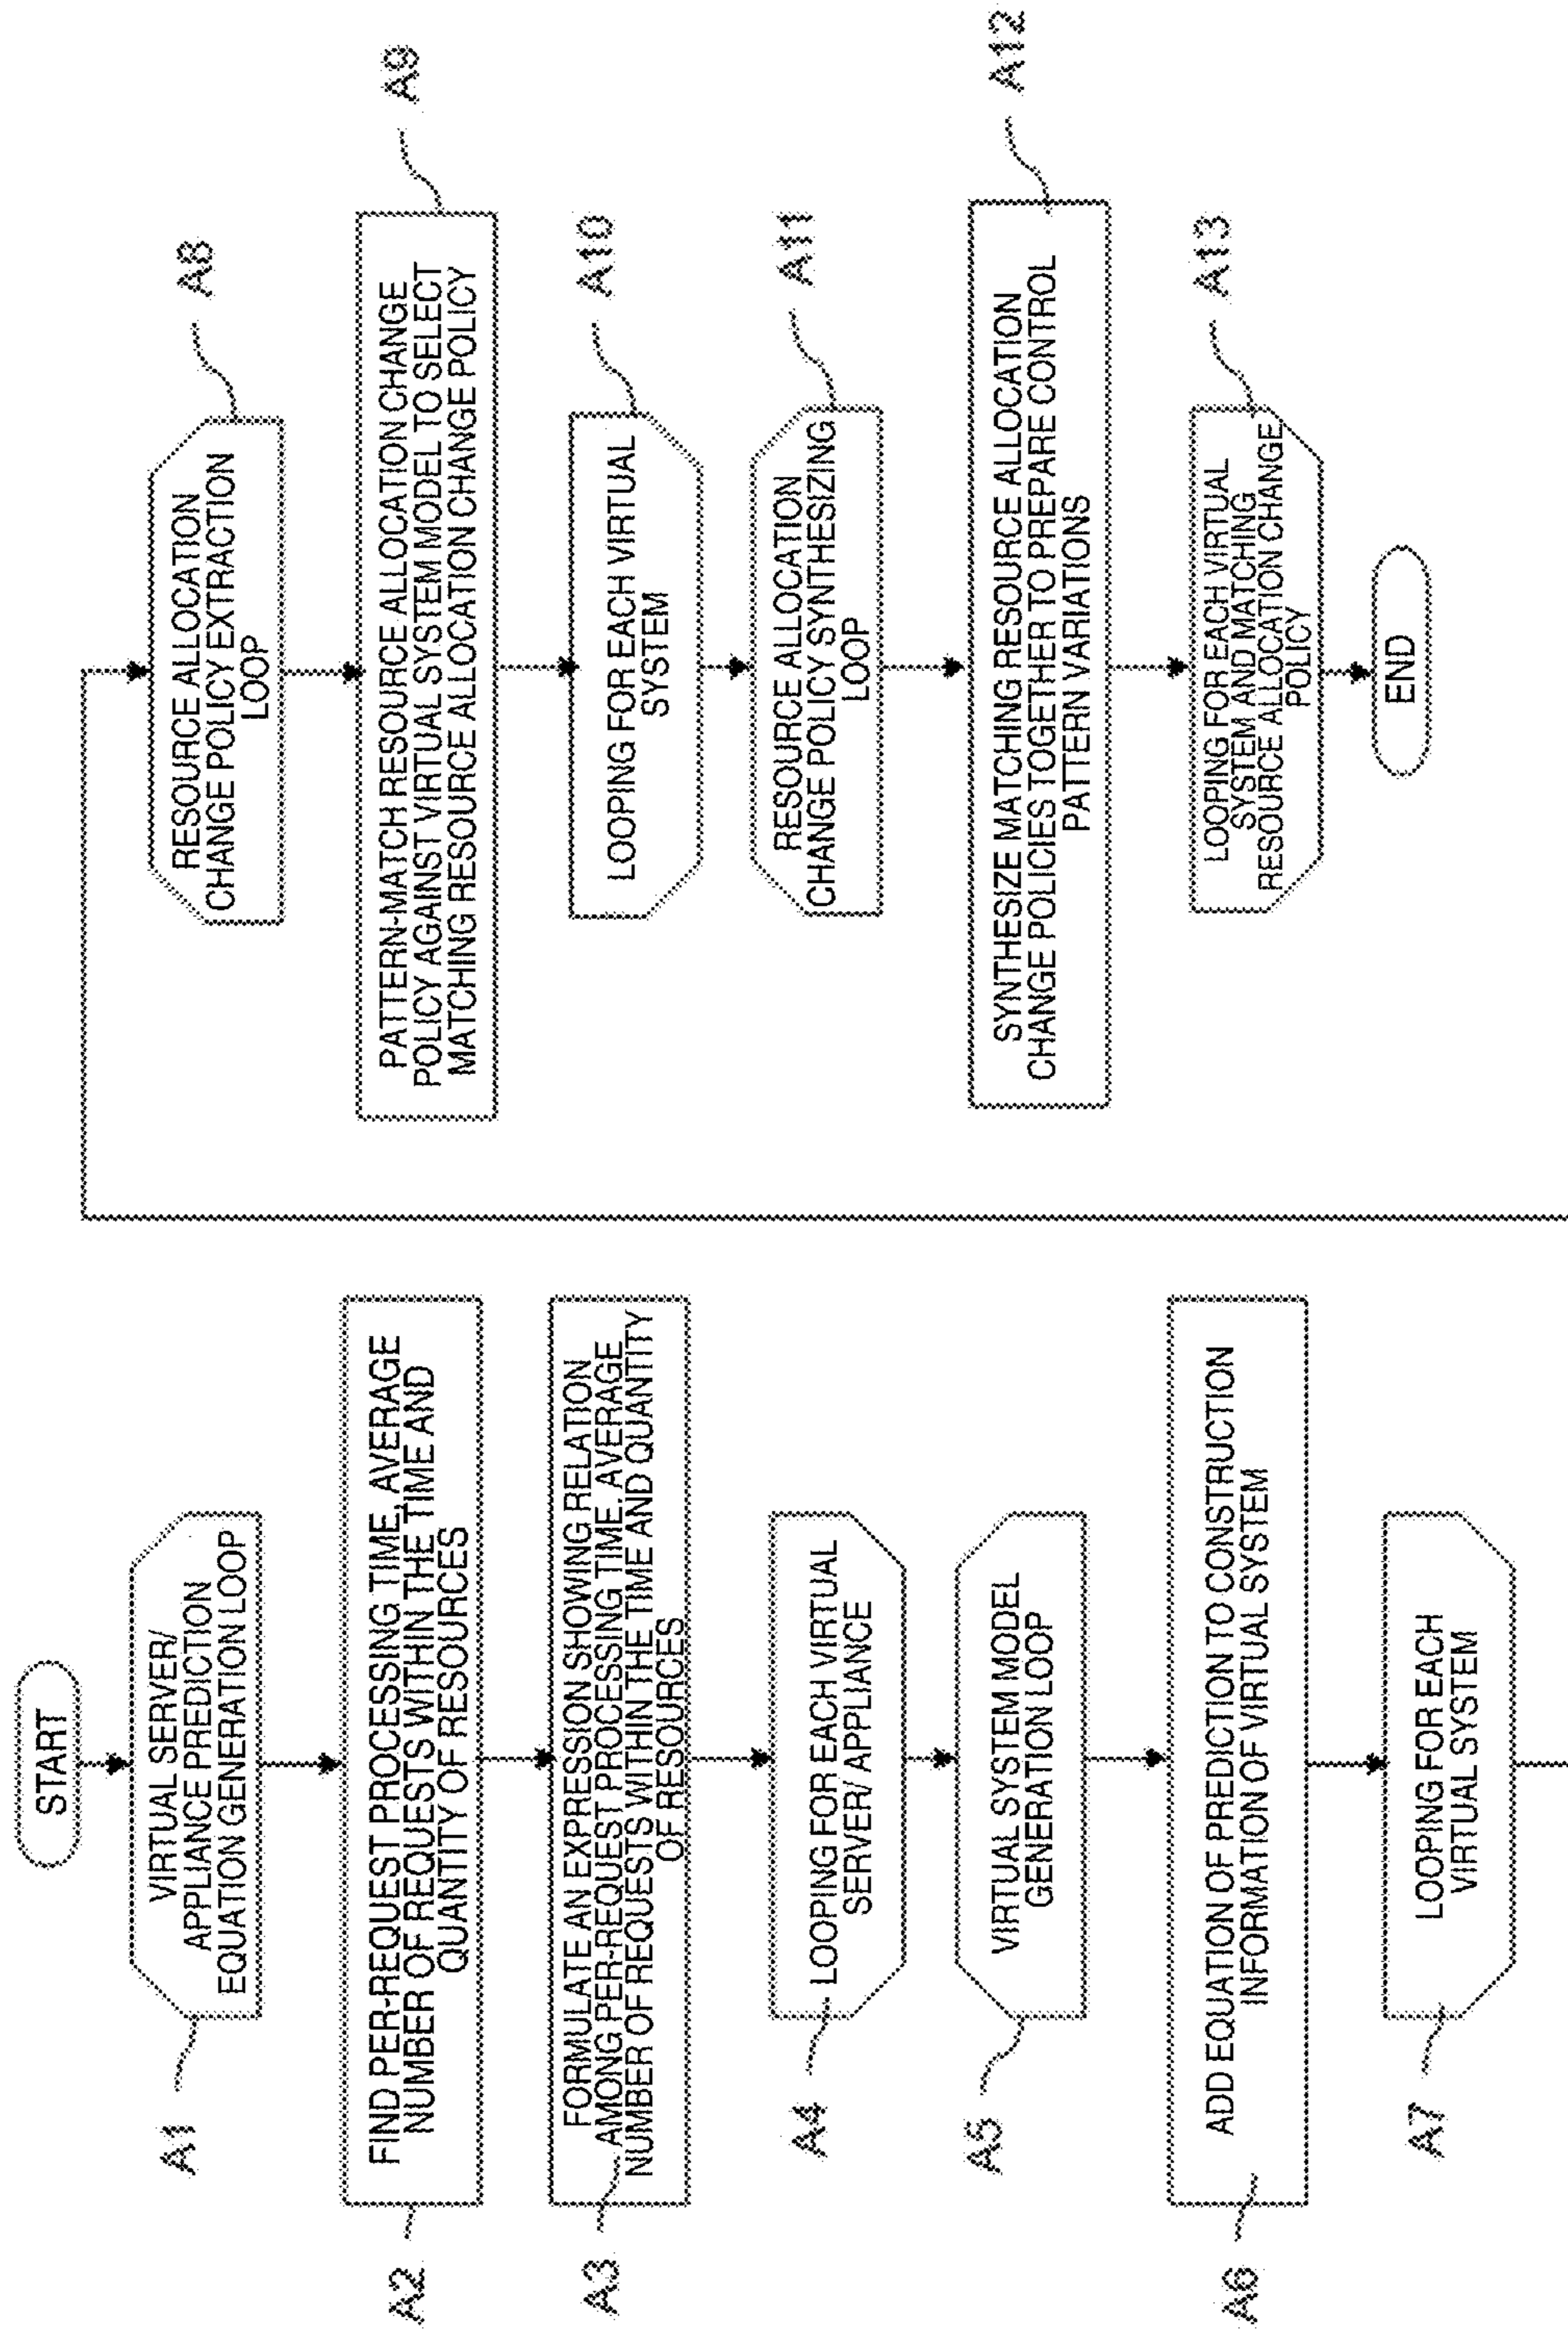 START
VIRTUAL SERVER/
APPLIANCE PREDICTION
EQUATION GENERATION LOOP
A1
FIND PER-REQUEST PROCESSING TIME, AVERAGE
NUMBER OF REQUESTS WITHIN THE TIME AND
QUANTITY OF RESOURCES
A2
FORMULATE AN EXPRESSION SHOWING RELATION
AMONG PER-REQUEST PROCESSING TIME, AVERAGE
NUMBER OF REQUESTS WITHIN THE TIME AND QUANTITY
OF RESOURCES
A3
LOOPING FOR EACH VIRTUAL
SERVER/ APPLIANCE
A4
VIRTUAL SYSTEM MODEL
GENERATION LOOP
A5
ADD EQUATION OF PREDICTION TO CONSTRUCTION
INFORMATION OF VIRTUAL SYSTEM
A6
LOOPING FOR EACH
VIRTUAL SYSTEM
A7
RESOURCE ALLOCATION
CHANGE POLICY EXTRACTION
LOOP
A8
PATTERN-MATCH RESOURCE ALLOCATION CHANGE
POLICY AGAINST VIRTUAL SYSTEM MODEL TO SELECT
MATCHING RESOURCE ALLOCATION CHANGE POLICY
A9
LOOPING FOR EACH VIRTUAL
SYSTEM
A10
RESOURCE ALLOCATION
CHANGE POLICY SYNTHESIZING
LOOP
A11
SYNTHESIZE MATCHING RESOURCE ALLOCATION
CHANGE POLICIES TOGETHER TO PREPARE CONTROL
PATTERN VARIATIONS
A12
LOOPING FOR EACH VIRTUAL
SYSTEM AND MATCHING
RESOURCE ALLOCATION CHANGE
POLICY
A13
END